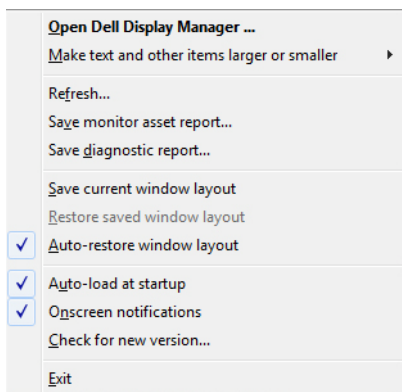 Open Dell Display Manager ...
Make text and other items larger or smaller
Refresh...
Save monitor asset report...
Save diagnostic report...
Save current window layout
Restore saved window layout
Auto-restore window layout
Auto-load at startup
Onscreen notifications
Check for new version...
Exit